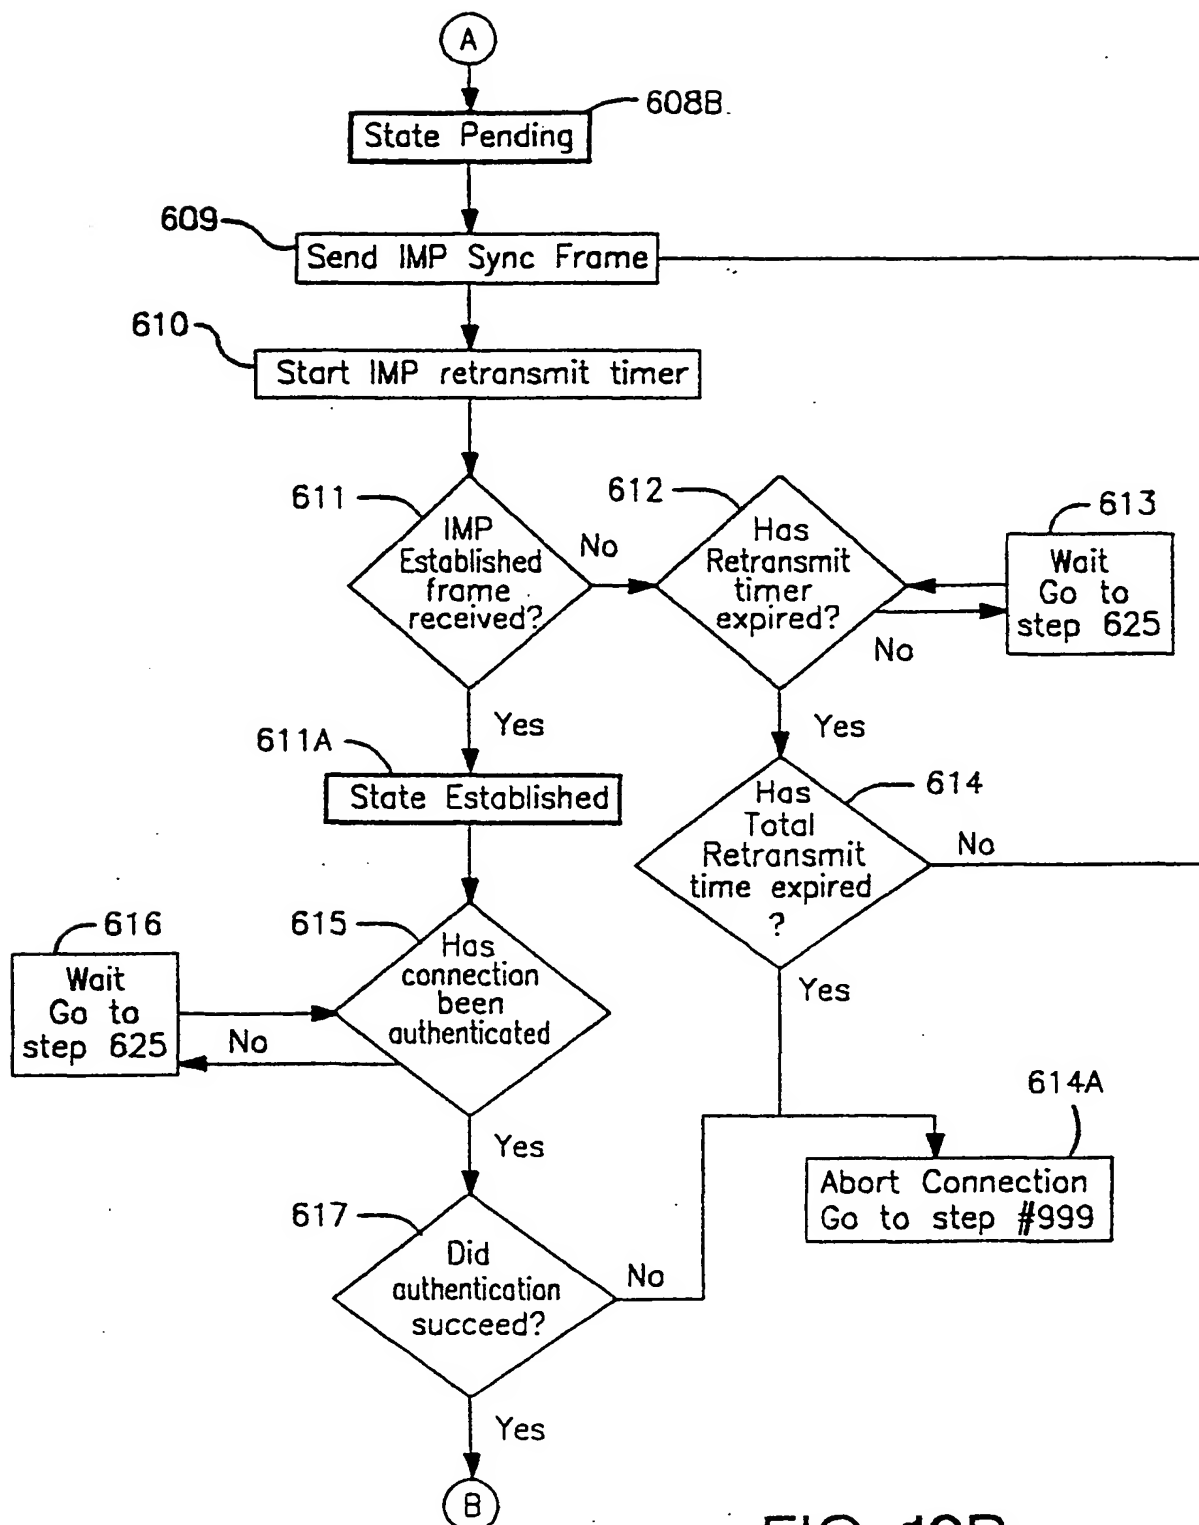 A
608B.
State Pending
609
Send IMP Sync Frame
610
Start IMP retransmit timer
611
IMP
Established
frame
received?
No
612
Has
Retransmit
timer
expired?
No
613
Wait
Go to
step 625
Yes
611A
State Established
Yes
614
Has
Total
Retransmit
time expired
?
No
616
Wait
Go to
step 625
615
Has
connection
been
authenticated
No
Yes
614A
Abort Connection
Go to step #999
Yes
617
Did
authentication
succeed?
No
Yes
B